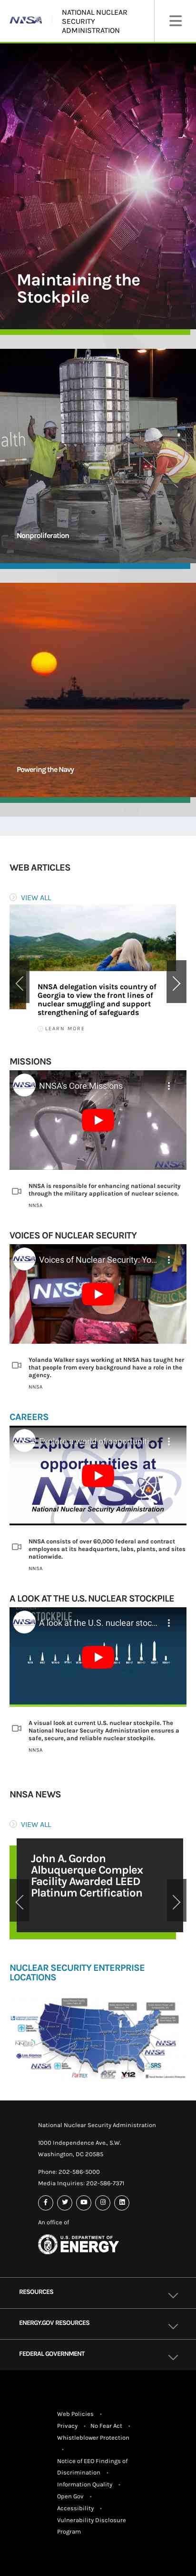 NNSA
NATIONAL NUCLEAR
SECURITY
ADMINISTRATION
Maintaining the
Stockpile
alth
Nonproliferation
Powering the Navy
WEB ARTICLES
VIEW ALL
NNSA delegation visits country of
Georgia to view the front lines of
nuclear smuggling and support
strengthening of safeguards
LEARN MORE
MISSIONS
NNSA's Core Missions
NNSA is responsible for enhancing national security
through the military application of nuclear science.
NNSA
VOICES OF NUCLEAR SECURITY
Voices of Nuclear Security: Yo...
Yolanda Walker says working at NNSA has taught her
that people from every background have a role in the
agency.
NNSA
CAREERS
Explore a world of
opportunities at
NNSA
National Nuclear Security Administration
NNSA consists of over 60,000 federal and contract
employees at its headquarters, labs, plants, and sites
nationwide.
NNSA
A LOOK AT THE U.S. NUCLEAR STOCKPILE
STOCKPILE
A look at the U.S. nuclear stoc...
A visual look at current U.S. nuclear stockpile. The
National Nuclear Security Administration ensures a
safe, secure, and reliable nuclear stockpile.
NNSA
NNSA NEWS
VIEW ALL
John A. Gordon
Albuquerque Complex
Facility Awarded LEED
Platinum Certification
NUCLEAR SECURITY ENTERPRISE
LOCATIONS
NNSA
SRS
Y12
National Nuclear Security Administration
1000 Independence Ave., S.W.
Washington, DC 20585
Phone: 202-586-5000
Media Inquiries: 202-586-7371
An office of
U.S. DEPARTMENT OF
ENERGY
RESOURCES
ENERGY.GOV RESOURCES
FEDERAL GOVERNMENT
Web Policies •
Privacy • No Fear Act •
Whistleblower Protection
•
Notice of EEO Findings of
Discrimination •
Information Quality •
Open Gov •
Accessibility •
Vulnerability Disclosure
Program